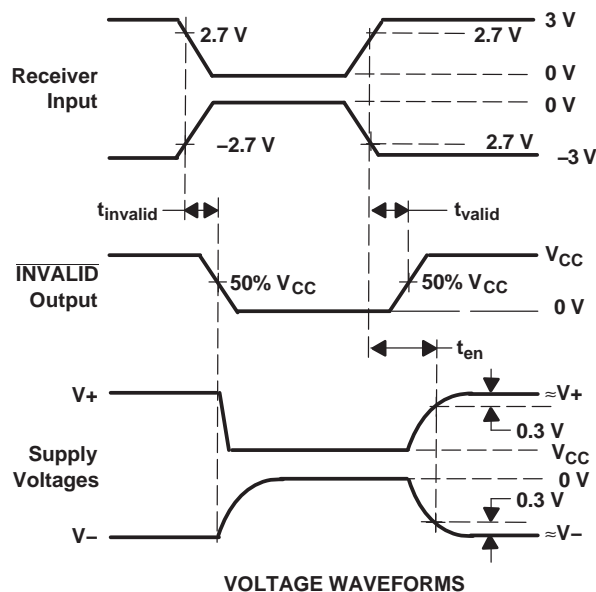 3 V
2.7 V
2.7 V
Receiver
Input
0 V
0 V
–2.7 V
2.7 V
–3 V
tinvalid
tvalid
INVALID
Output
VCC
50% VCC
50% VCC
0 V
ten
V+
≈V+
0.3 V
Supply
Voltages
VCC
0 V
0.3 V
V–
≈V–
VOLTAGE WAVEFORMS